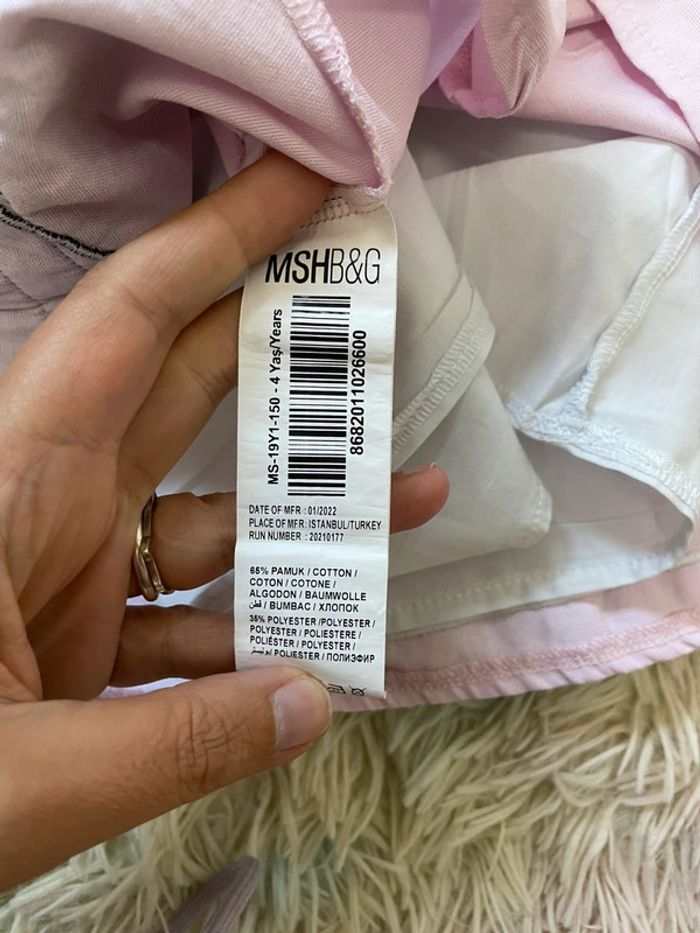 MSHB&G
MS-19Y1-150 - 4 Yaş/Years
8682011026600
DATE OF MFR : 01/2022
PLACE OF MFR: ISTANBUL/TURKEY
RUN NUMBER : 20210177
65% PAMUK / COTTON /
COTON / COTONE /
ALGODON / BAUMWOLLE
قطن / BUMBAC / ХЛОПОК
35% POLYESTER /POLYESTER /
POLYESTER / POLIESTERE /
POLIÉSTER / POLYESTER /
بوليستر/ POLIESTER / ПОЛИЭФИР